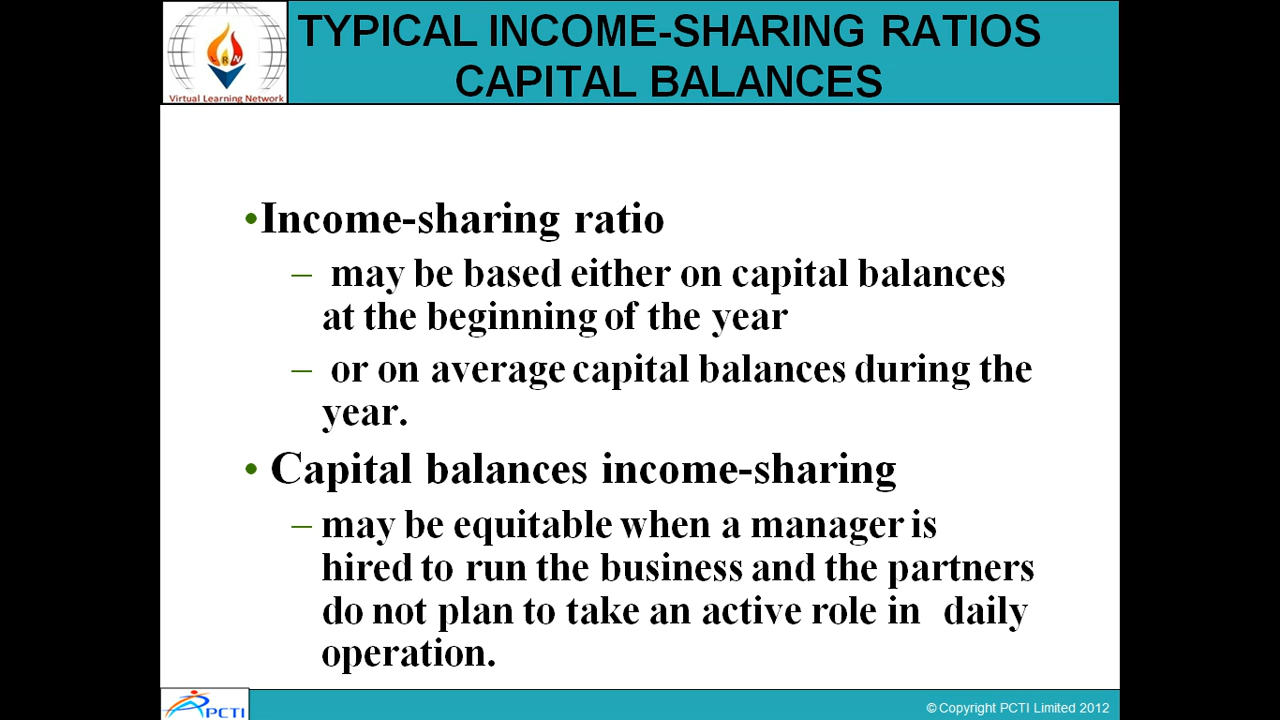 TYPICAL INCOME-SHARING RATIOS
CAPITAL BALANCES
LRN
Virtual Learning Network
•Income-sharing ratio
– may be based either on capital balances
at the beginning of the year
– or on average capital balances during the
year.
• Capital balances income-sharing
– may be equitable when a manager is
hired to run the business and the partners
do not plan to take an active role in daily
operation.
PCTI
© Copyright PCTI Limited 2012